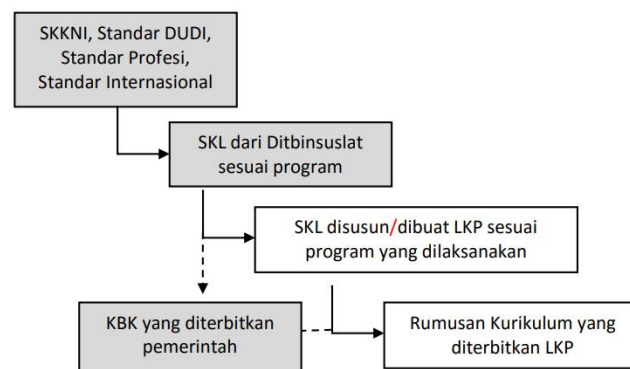 SKKNI, Standar DUDI,
Standar Profesi,
Standar Internasional
SKL dari Ditbinsuslat
sesuai program
SKL disusun/dibuat LKP sesuai
program yang dilaksanakan
KBK yang diterbitkan
pemerintah
Rumusan Kurikulum yang
diterbitkan LKP